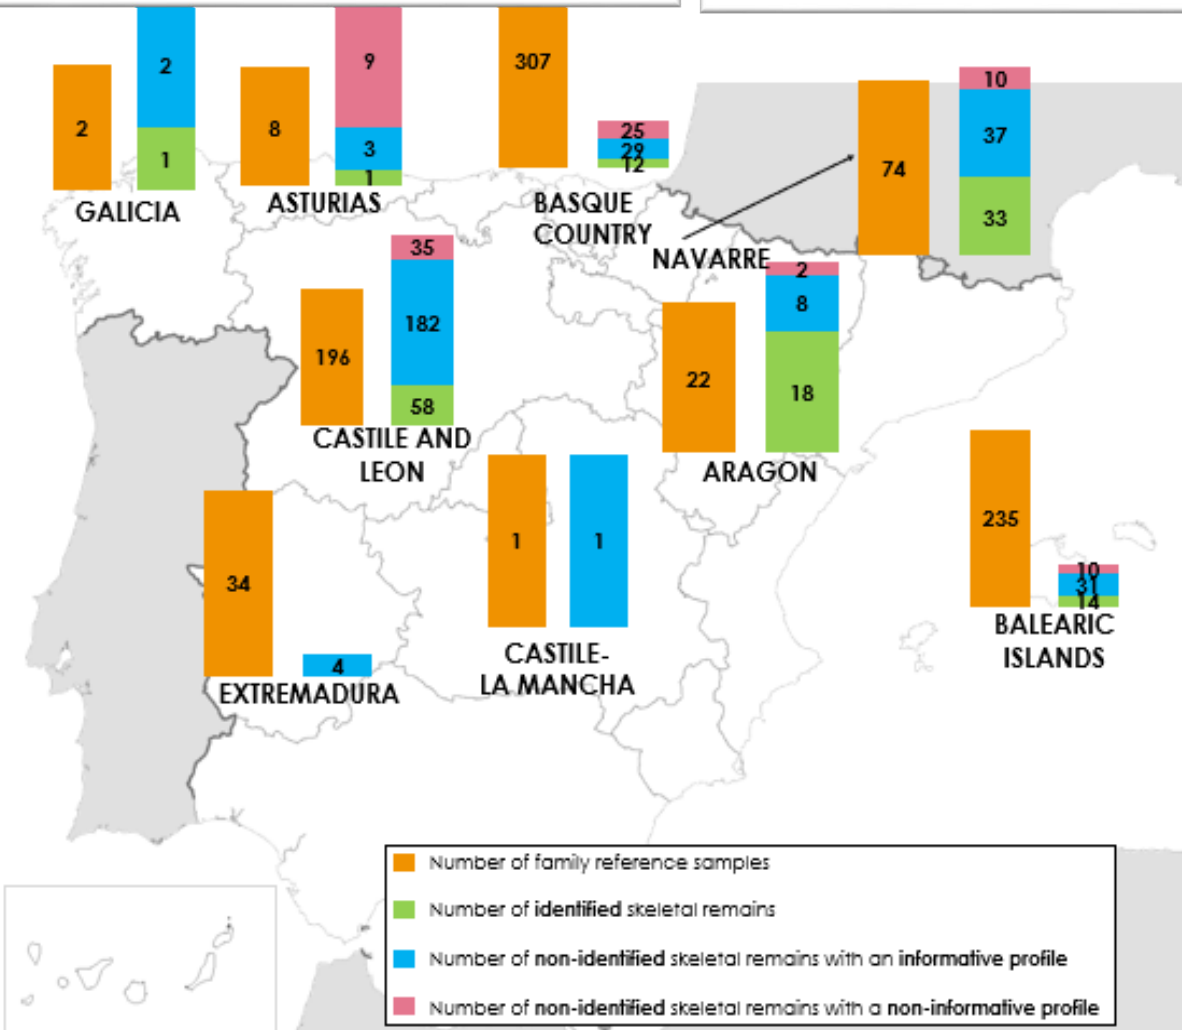 2
2
1
GALICIA
8
9
3
1
ASTURIAS
307
25
29
12
BASQUE
COUNTRY
74
10
37
33
NAVARRE
196
35
182
58
CASTILE AND
LEON
22
2
8
18
ARAGON
34
4
EXTREMADURA
1
1
CASTILE-
LA MANCHA
235
10
31
14
BALEARIC
ISLANDS
Number of family reference samples
Number of identified skeletal remains
Number of non-identified skeletal remains with an informative profile
Number of non-identified skeletal remains with a non-informative profile